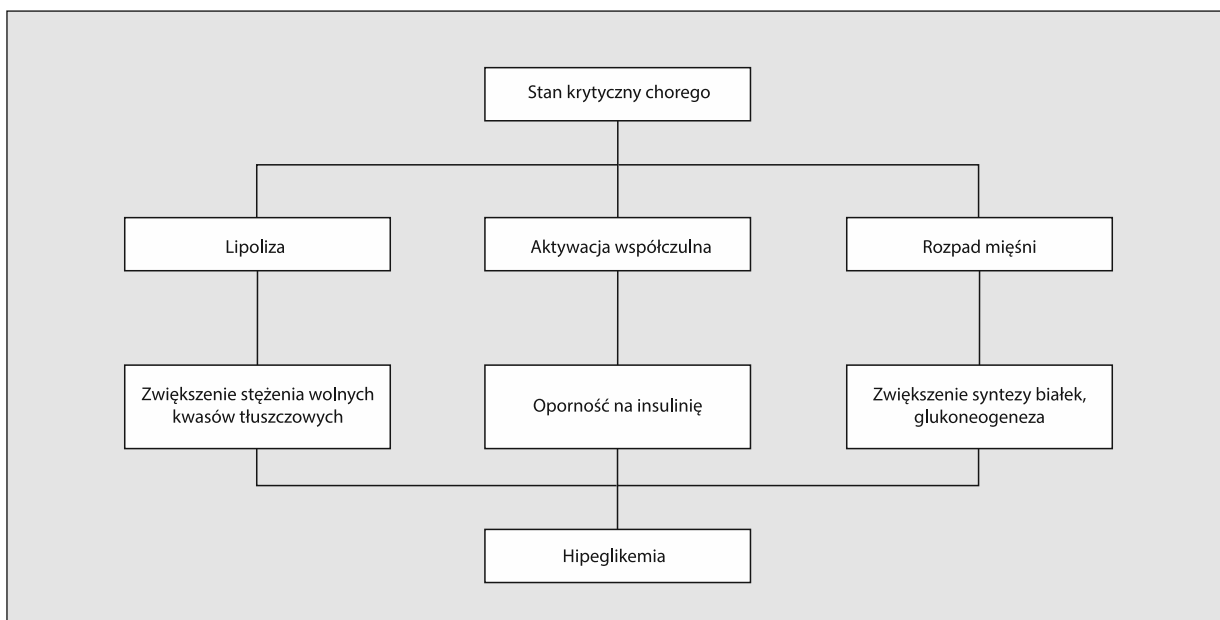 Stan krytyczny chorego
Lipoliza
Aktywacja współczulna
Rozpad mięśni
Zwiększenie stężenia wolnych
kwasów tłuszczowych
Oporność na insulinię
Zwiększenie syntezy białek,
glukoneogeneza
Hipeglikemia